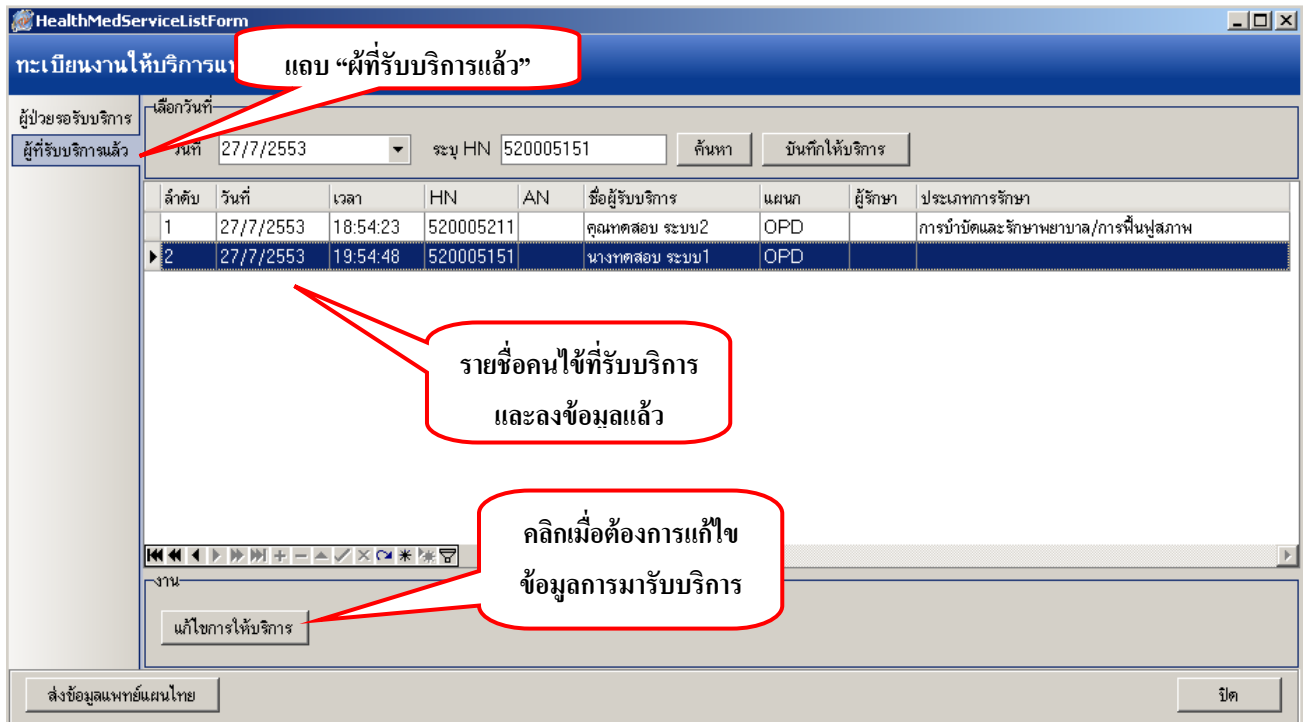 HealthMedServiceListForm
ทะเบียนงานให้บริการแ
แถบ “ผู้ที่รับบริการแล้ว”
ผู้ป่วยรอรับบริการ
ผู้ที่รับบริการแล้ว
เลือกวันที่
วันที่ 27/7/2553 ระบุ HN 520005151 ค้นหา บันทึกให้บริการ
ลำดับ วันที่ เวลา HN AN ชื่อผู้รับบริการ แผนก ผู้รักษา ประเภทการรักษา
1 27/7/2553 18:54:23 520005211 คุณทดสอบ ระบบ2 OPD การบำบัดและรักษาพยาบาล/การฟื้นฟูสภาพ
2 27/7/2553 19:54:48 520005151 นางทดสอบ ระบบ1 OPD
รายชื่อคนไข้ที่รับบริการ
และลงข้อมูลแล้ว
คลิกเมื่อต้องการแก้ไข
ข้อมูลการมารับบริการ
งาน
แก้ไขการให้บริการ
ส่งข้อมูลแพทย์แผนไทย ปิด